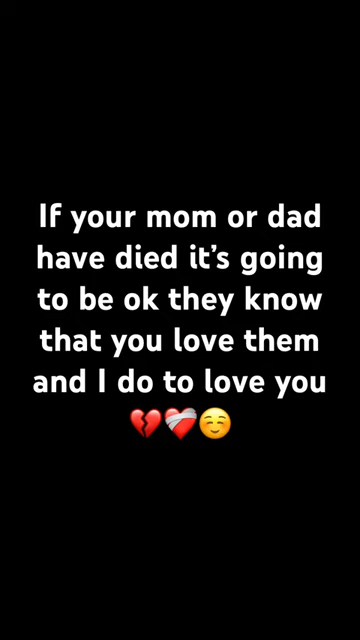 If your mom or dad
have died it’s going
to be ok they know
that you love them
and I do to love you
💔❤️‍🩹☺️